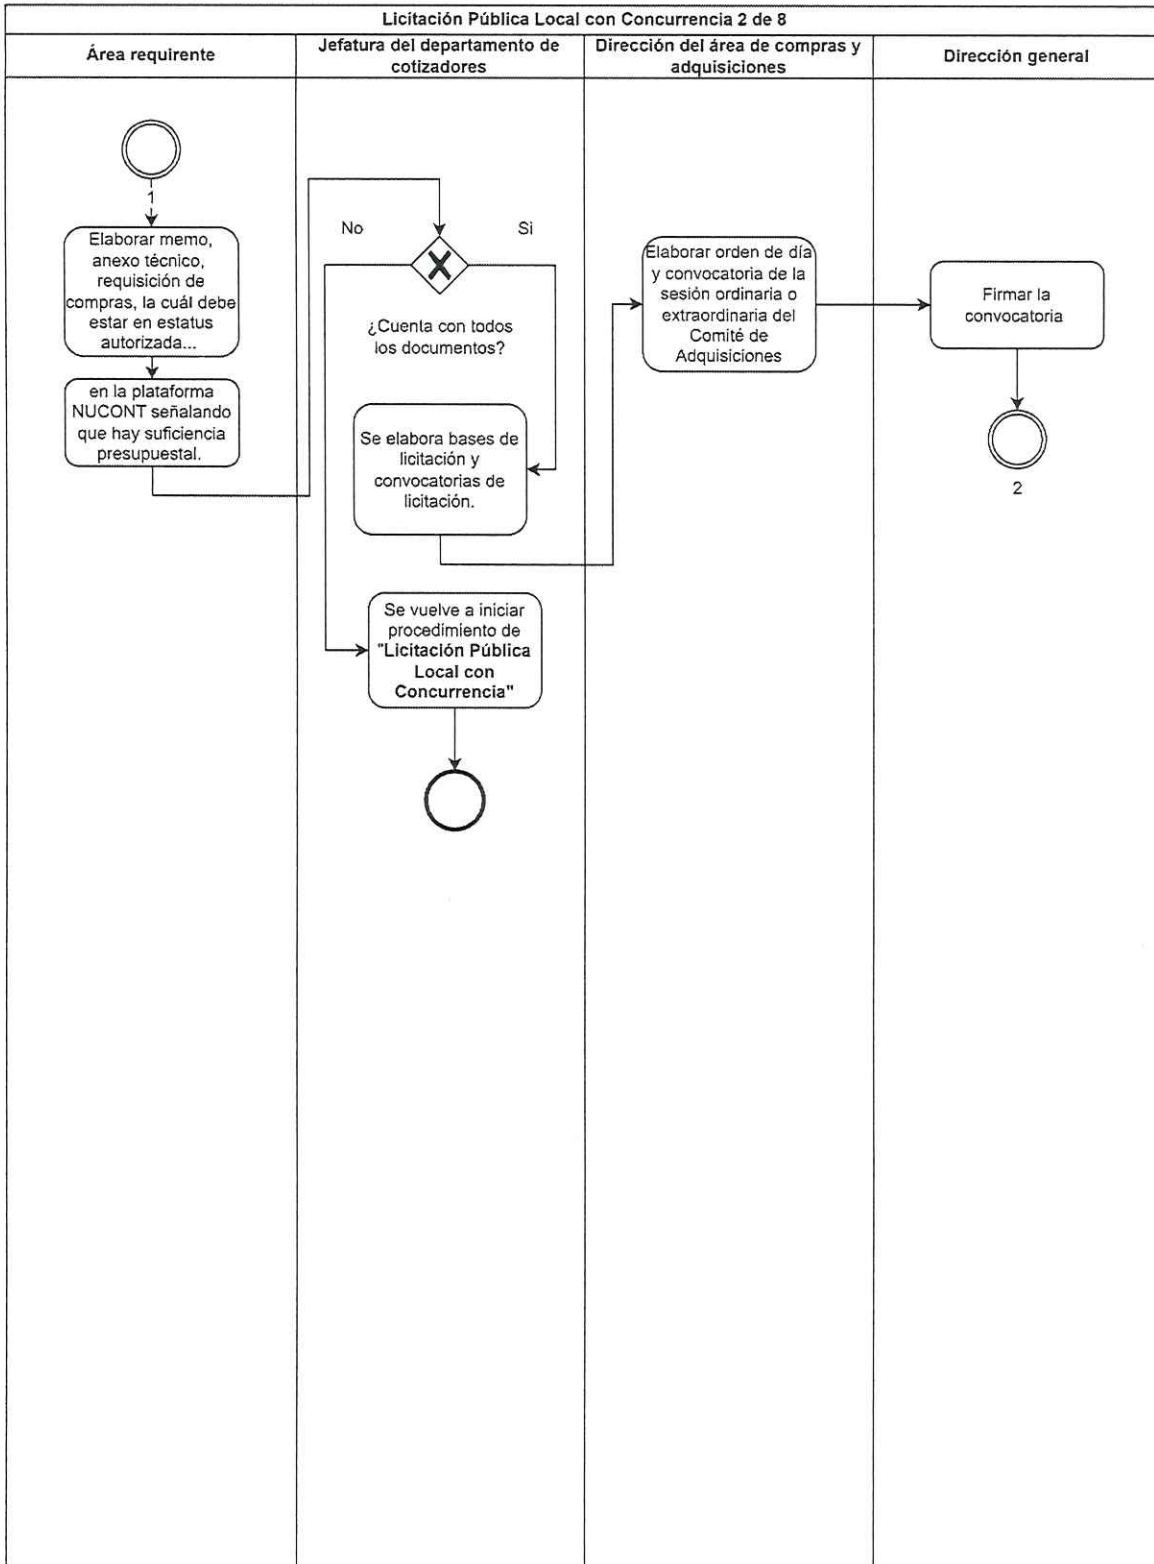 Licitación Pública Local con Concurrencia 2 de 8
Área requirente
Jefatura del departamento de
cotizadores
Dirección del área de compras y
adquisiciones
Dirección general
1
Elaborar memo,
anexo técnico,
requisición de
compras, la cuál debe
estar en estatus
autorizada...
en la plataforma
NUCONT señalando
que hay suficiencia
presupuestal.
No
Si
¿Cuenta con todos
los documentos?
Se elabora bases de
licitación y
convocatorias de
licitación.
Se vuelve a iniciar
procedimiento de
"Licitación Pública
Local con
Concurrencia"
Elaborar orden de día
y convocatoria de la
sesión ordinaria o
extraordinaria del
Comité de
Adquisiciones
Firmar la
convocatoria
2